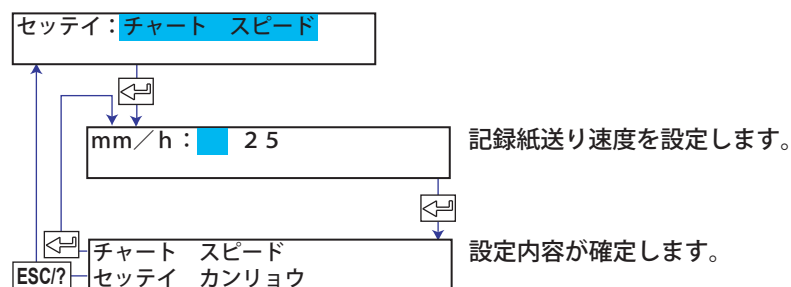 セッテイ：チャート　スピード
mm／h：　２５
記録紙送り速度を設定します。
チャート　スピード
設定内容が確定します。
ESC/?
セッテイ　カンリョウ